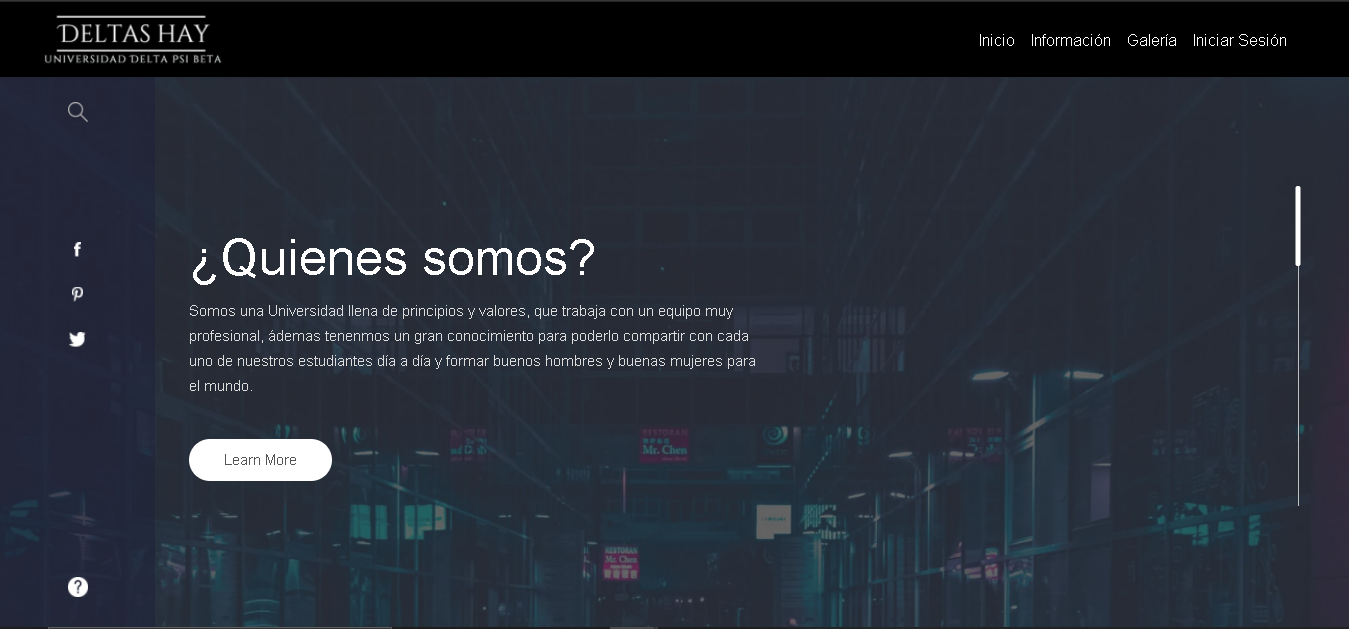 DELTAS HAY
UNIVERSIDAD DELTA PSI BETA
Inicio Información Galería Iniciar Sesión
¿Quienes somos?
Somos una Universidad llena de principios y valores, que trabaja con un equipo muy
profesional, ádemas tenenmos un gran conocimiento para poderlo compartir con cada
uno de nuestros estudiantes día a día y formar buenos hombres y buenas mujeres para
el mundo.
Learn More
RESTORAN
Mr. Chen
RESTORAN
Mr. Chen
?